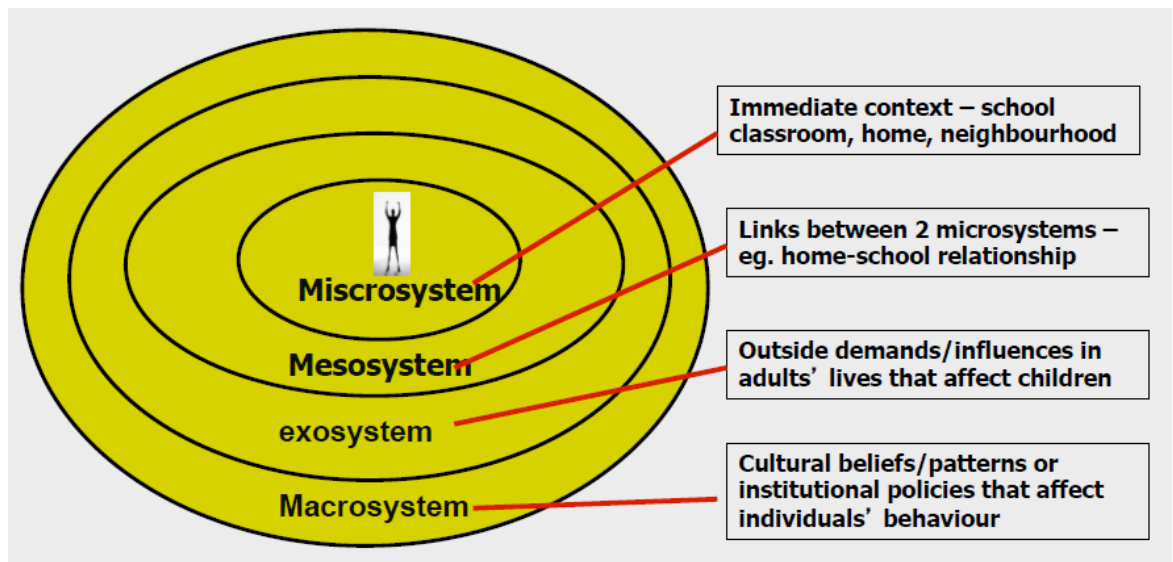 Immediate context – school
classroom, home, neighbourhood
Links between 2 microsystems –
eg. home-school relationship
Miscrosystem
Mesosystem
Outside demands/influences in
adults’ lives that affect children
exosystem
Cultural beliefs/patterns or
institutional policies that affect
individuals’ behaviour
Macrosystem